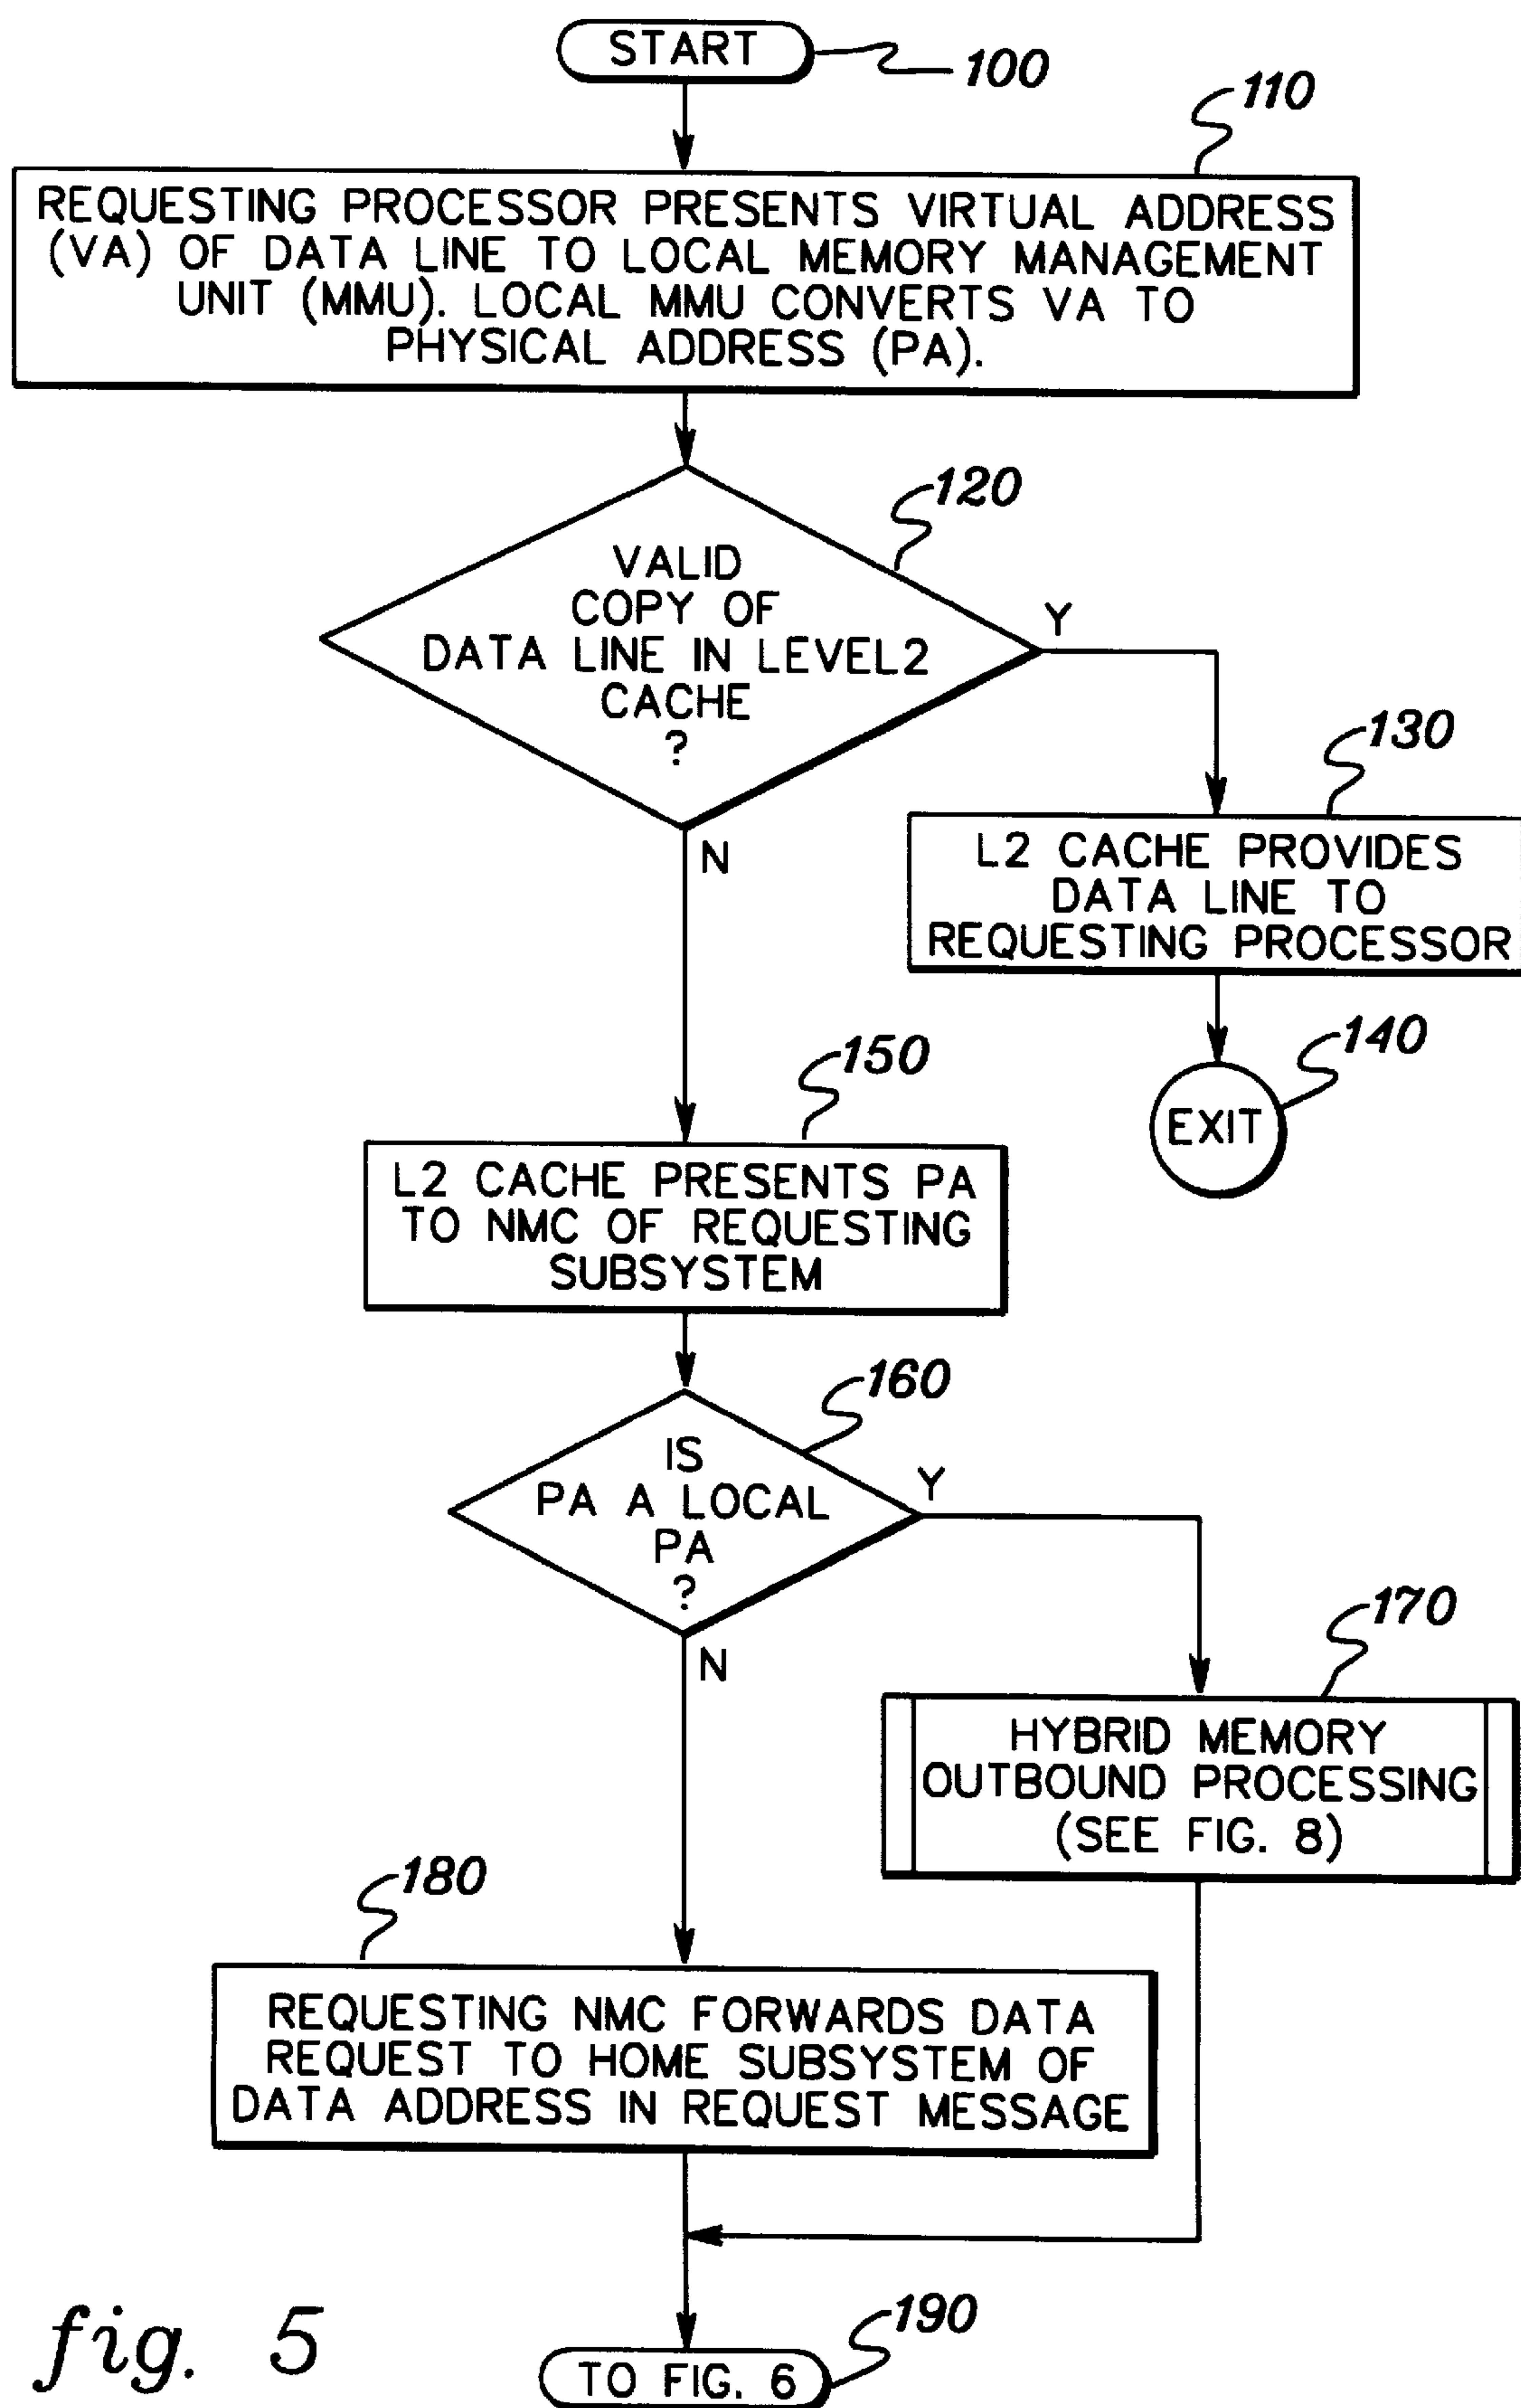 START
100
110
REQUESTING PROCESSOR PRESENTS VIRTUAL ADDRESS
(VA) OF DATA LINE TO LOCAL MEMORY MANAGEMENT
UNIT (MMU). LOCAL MMU CONVERTS VA TO
PHYSICAL ADDRESS (PA).
120
VALID
COPY OF
DATA LINE IN LEVEL2
CACHE
?
Y
N
130
L2 CACHE PROVIDES
DATA LINE TO
REQUESTING PROCESSOR
140
EXIT
150
L2 CACHE PRESENTS PA
TO NMC OF REQUESTING
SUBSYSTEM
160
IS
PA A LOCAL
PA
?
Y
N
170
HYBRID MEMORY
OUTBOUND PROCESSING
(SEE FIG. 8)
180
REQUESTING NMC FORWARDS DATA
REQUEST TO HOME SUBSYSTEM OF
DATA ADDRESS IN REQUEST MESSAGE
190
TO FIG. 6
fig. 5